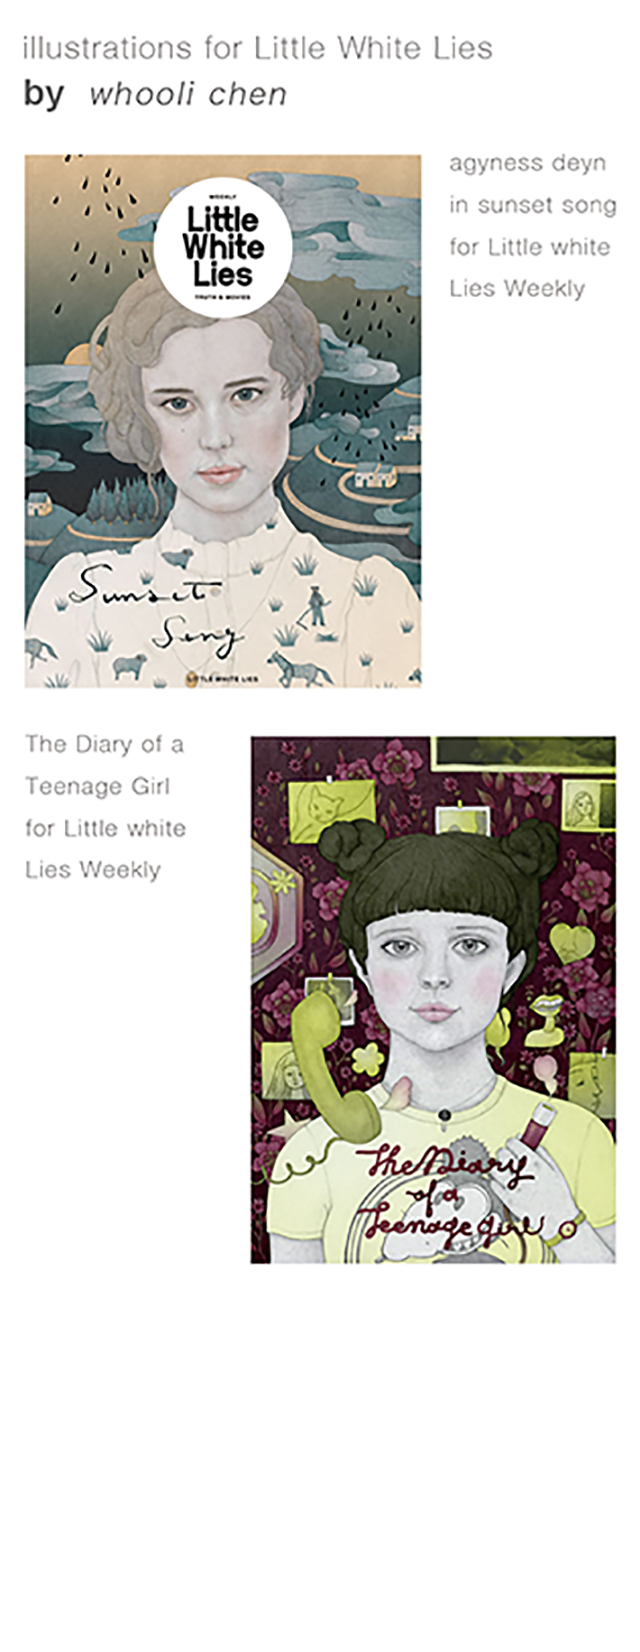 illustrations for Little White Lies
by whooli chen
agyness deyn
in sunset song
for Little white
Lies Weekly
WEEKLY
Little
White
Lies
TRUTH & MOVIES
Sunset
Song
LITTLE WHITE LIES
The Diary of a
Teenage Girl
for Little white
Lies Weekly
The Diary
of a
Teenage girl